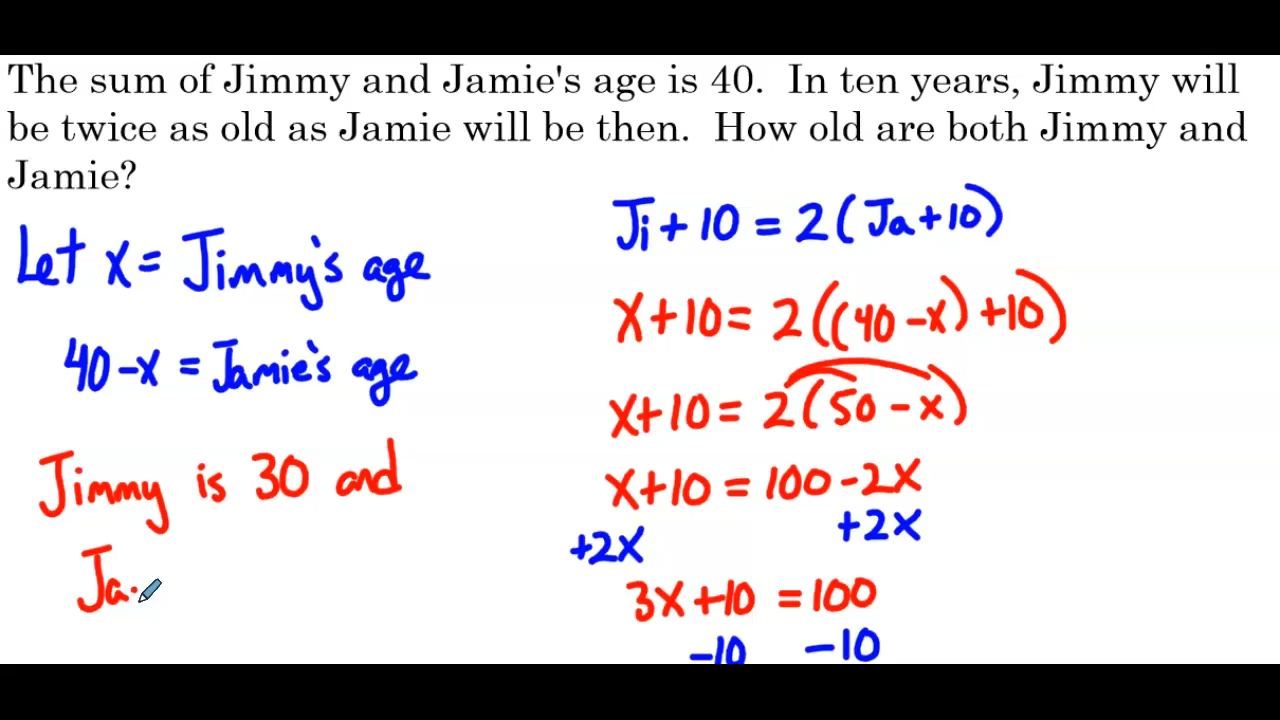 The sum of Jimmy and Jamie's age is 40. In ten years, Jimmy will
be twice as old as Jamie will be then. How old are both Jimmy and
Jamie?
Let x = Jimmy's age
40 - x = Jamie's age
Jimmy is 30 and
Ja
Ji + 10 = 2(Ja + 10)
x + 10 = 2((40 - x) + 10)
x + 10 = 2(50 - x)
x + 10 = 100 - 2x
+2x +2x
3x + 10 = 100
-10 -10